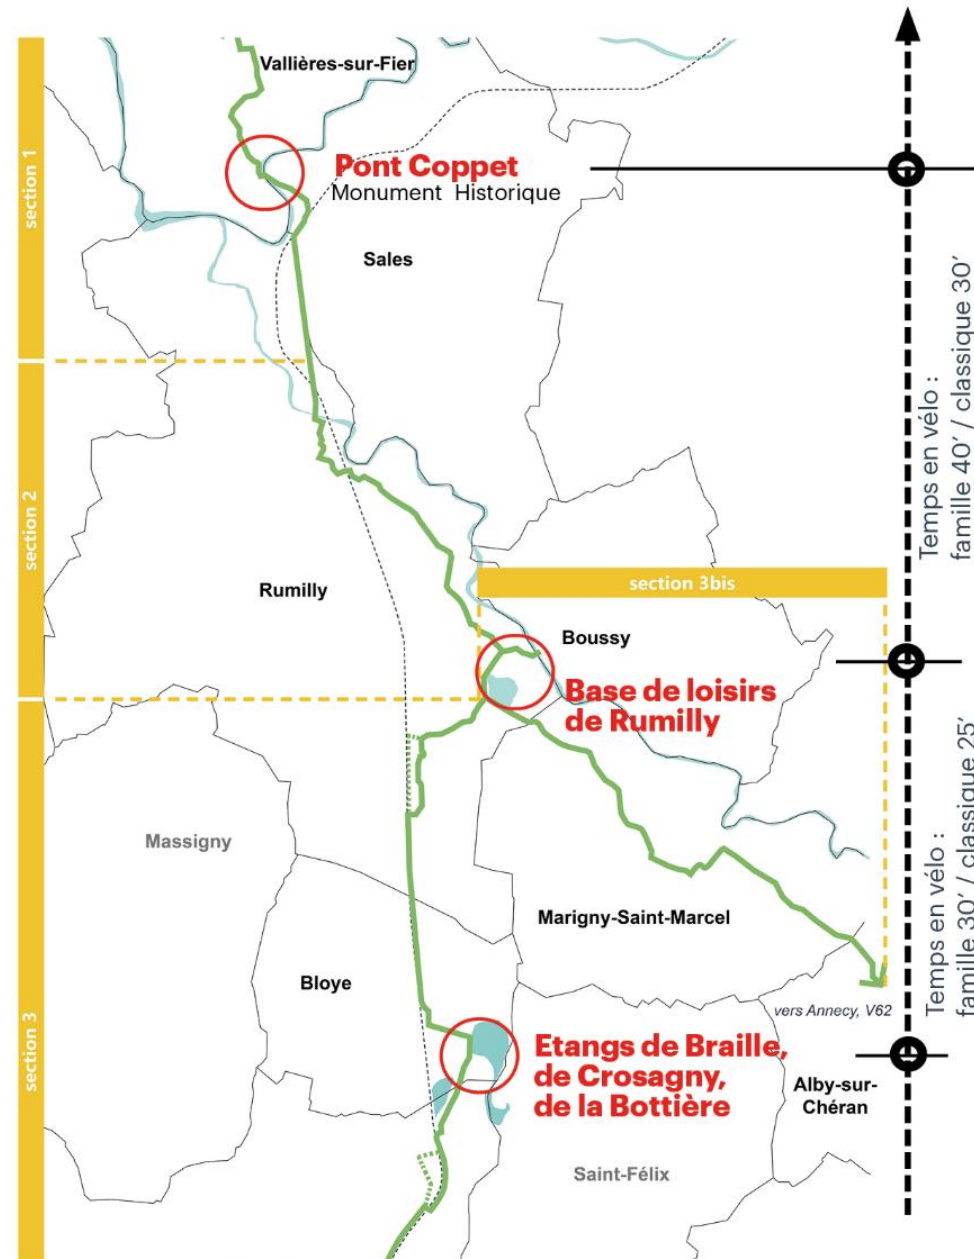 Vallières-sur-Fier
section 1
Pont Coppet
Monument Historique
Sales
Temps en vélo :
famille 40’ / classique 30’
section 2
Rumilly
section 3bis
Boussy
Base de loisirs
de Rumilly
Massigny
Marigny-Saint-Marcel
Temps en vélo :
famille 30’ / classique 25’
Bloye
vers Annecy, V62
section 3
Etangs de Braille,
de Crosagny,
de la Bottière
Alby-sur-
Chéran
Saint-Félix